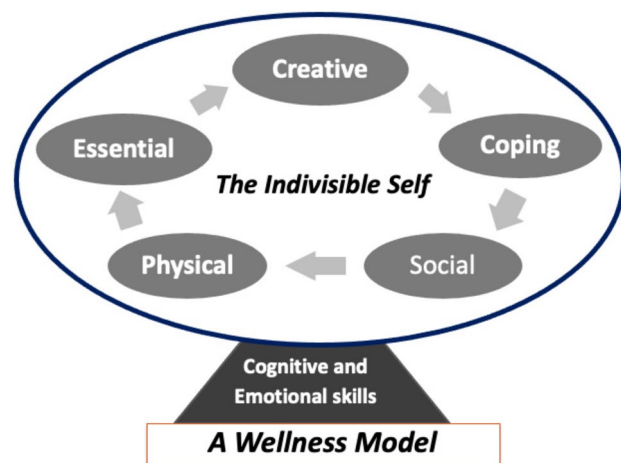 Creative
Essential
Coping
The Indivisible Self
Physical
Social
Cognitive and
Emotional skills
A Wellness Model